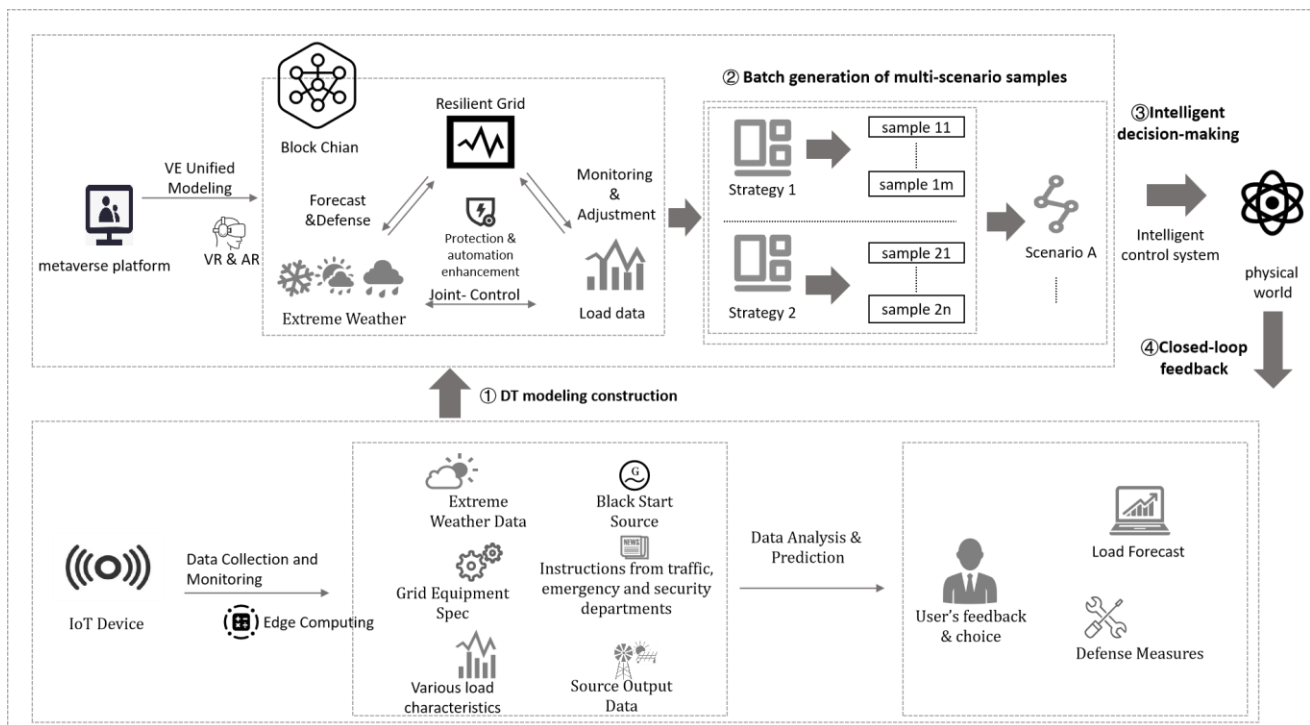 ② Batch generation of multi-scenario samples
③Intelligent
decision-making
Resilient Grid
Block Chian
VE Unified
Modeling
VR & AR
metaverse platform
Forecast
&Defense
Monitoring
&
Adjustment
Protection &
automation
enhancement
Joint- Control
Extreme Weather
Load data
Strategy 1
sample 11
sample 1m
Strategy 2
sample 21
sample 2n
Scenario A
Intelligent
control system
physical
world
④Closed-loop
feedback
① DT modeling construction
IoT Device
Data Collection and
Monitoring
Edge Computing
Extreme
Weather Data
G
Black Start
Source
Grid Equipment
Spec
NEWS
Instructions from traffic,
emergency and security
departments
Various load
characteristics
Source Output
Data
Data Analysis &
Prediction
User's feedback
& choice
Load Forecast
Defense Measures